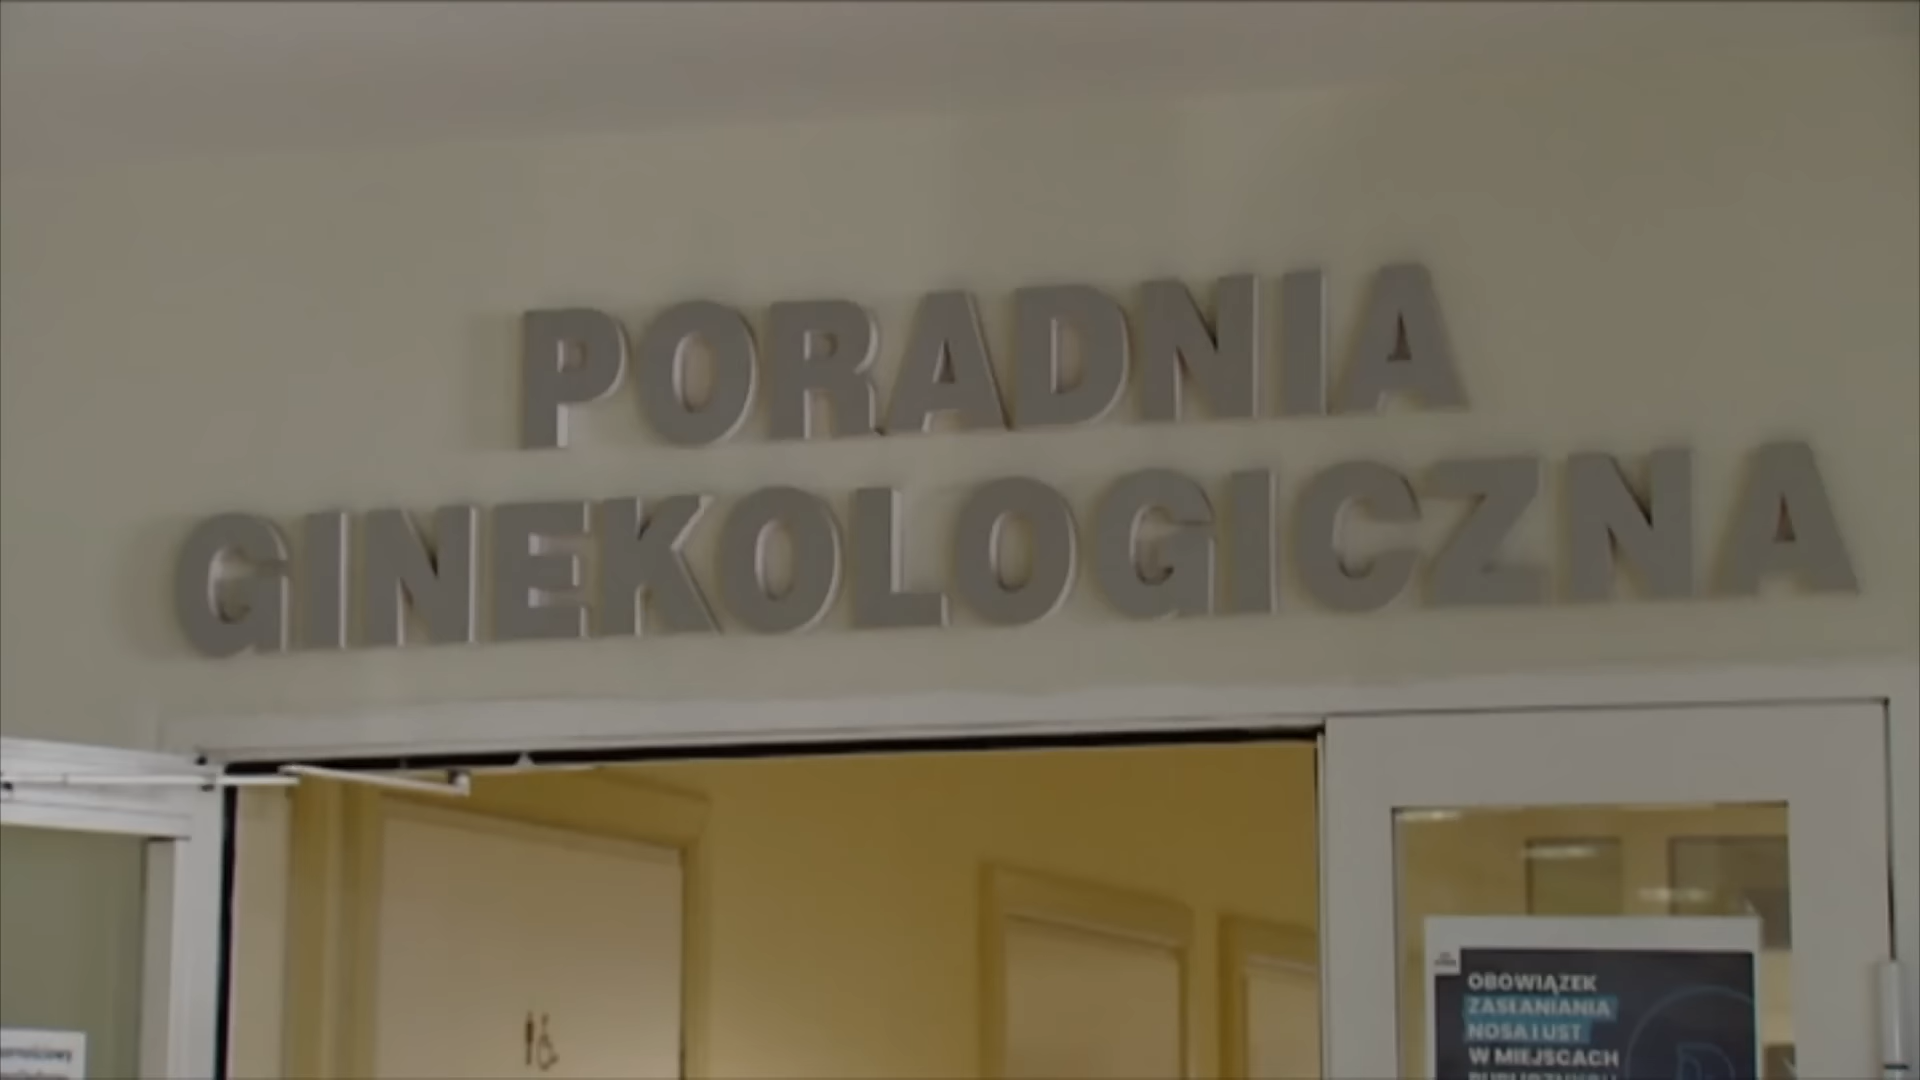 PORADNIA
GINEKOLOGICZNA
OBOWIĄZEK
ZASŁANIANIA
NOSA I UST
W MIEJSCACH